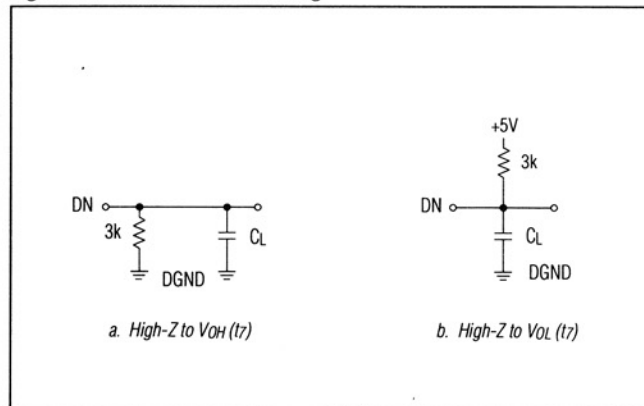 +5V
3k
DN
3k
CL
DGND
DN
CL
DGND
a. High-Z to VOH (t7)
b. High-Z to VOL (t7)